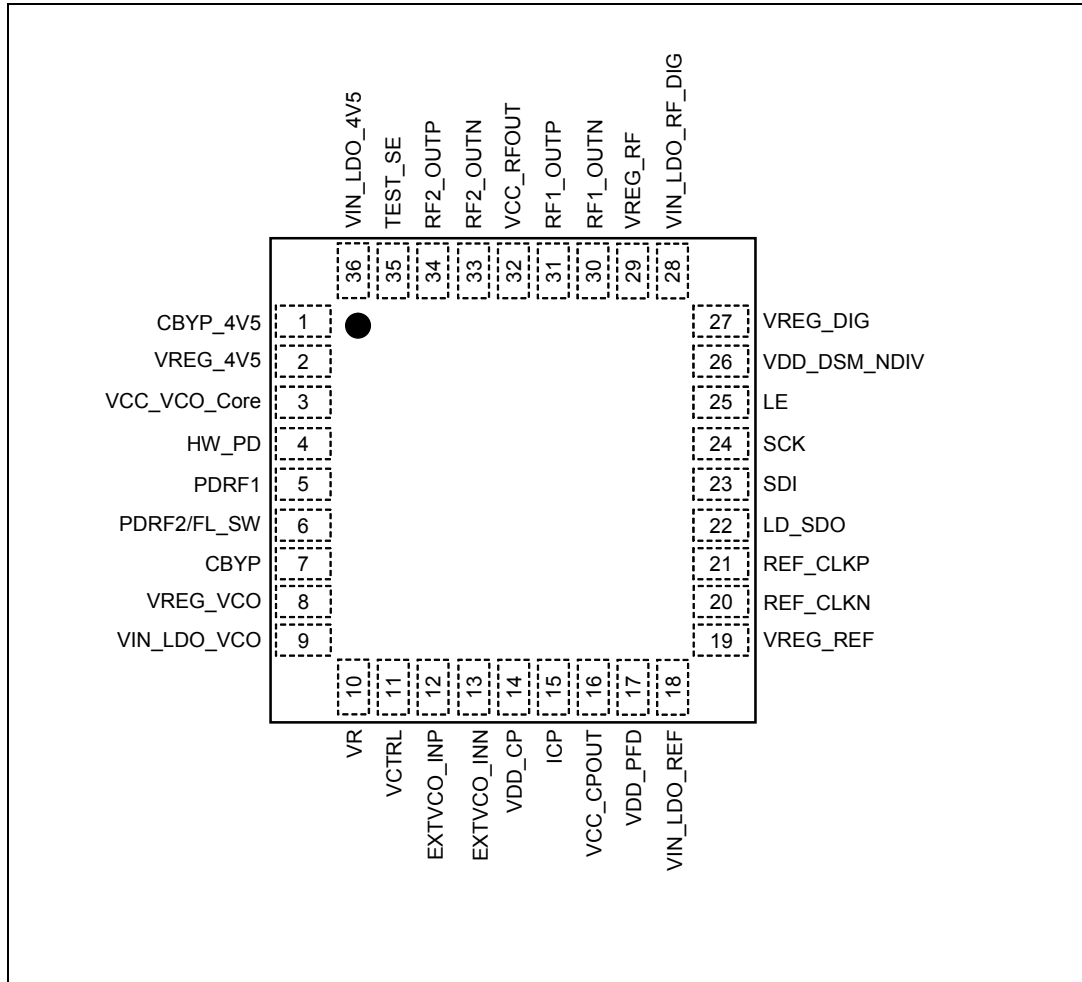 VIN_LDO_4V5
TEST_SE
RF2_OUTP
RF2_OUTN
VCC_RFOUT
RF1_OUTP
RF1_OUTN
VREG_RF
VIN_LDO_RF_DIG
36
35
34
33
32
31
30
29
28
CBYP_4V5 1
VREG_4V5 2
VCC_VCO_Core 3
HW_PD 4
PDRF1 5
PDRF2/FL_SW 6
CBYP 7
VREG_VCO 8
VIN_LDO_VCO 9
27 VREG_DIG
26 VDD_DSM_NDIV
25 LE
24 SCK
23 SDI
22 LD_SDO
21 REF_CLKP
20 REF_CLKN
19 VREG_REF
10
11
12
13
14
15
16
17
18
VR
VCTRL
EXTVCO_INP
EXTVCO_INN
VDD_CP
ICP
VCC_CPOUT
VDD_PFD
VIN_LDO_REF